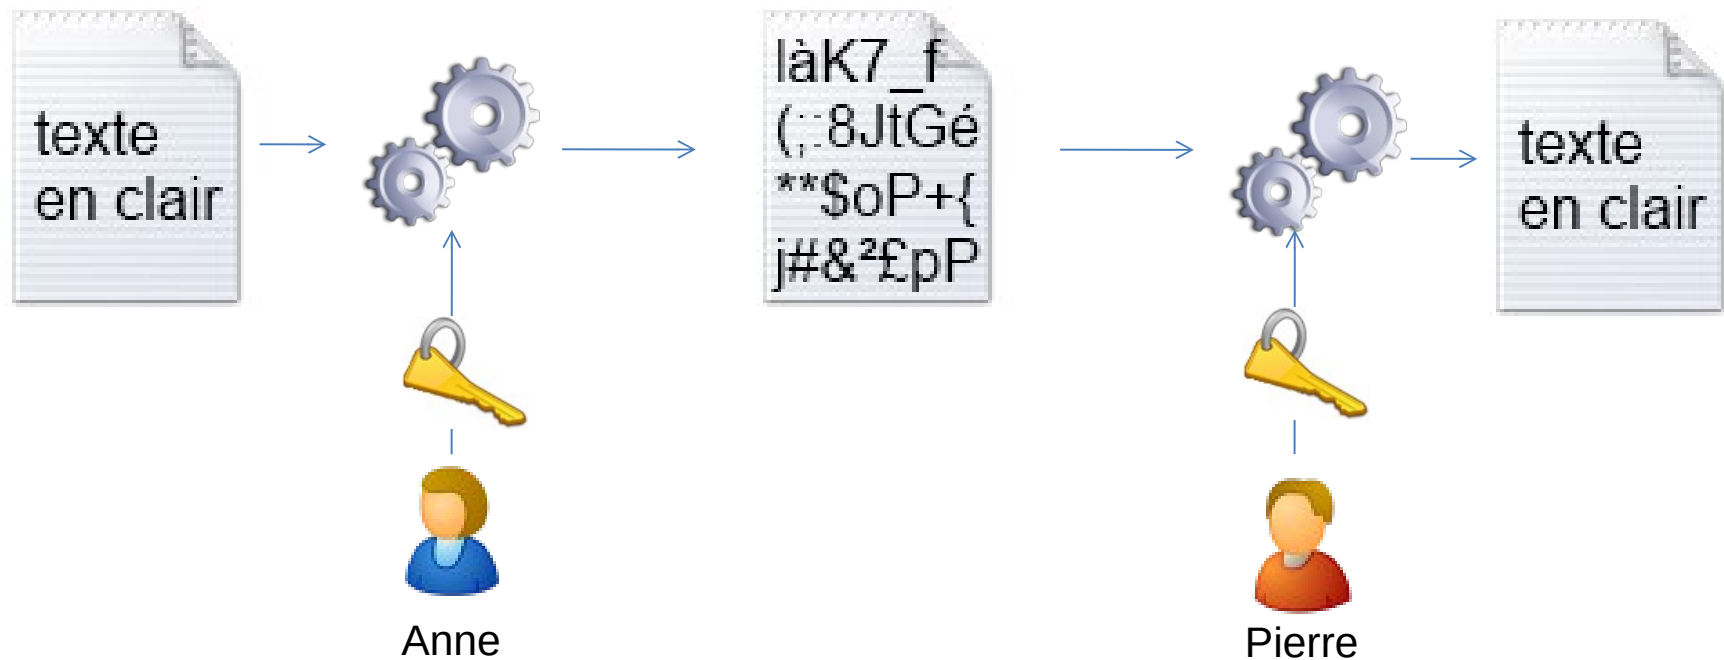 texte
en clair
làK7_f
(;::8JtGé
**$oP+{
j#&²£pP
texte
en clair
Anne
Pierre